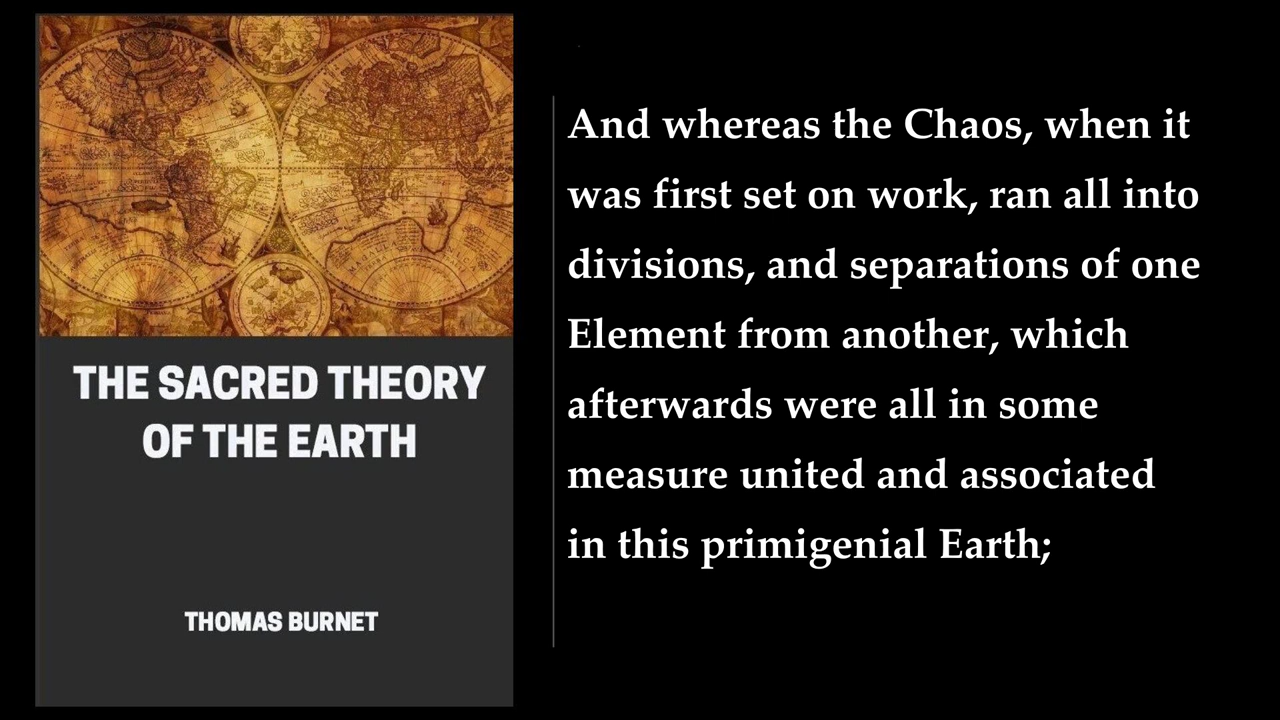 THE SACRED THEORY
OF THE EARTH
THOMAS BURNET
And whereas the Chaos, when it
was first set on work, ran all into
divisions, and separations of one
Element from another, which
afterwards were all in some
measure united and associated
in this primigenial Earth;